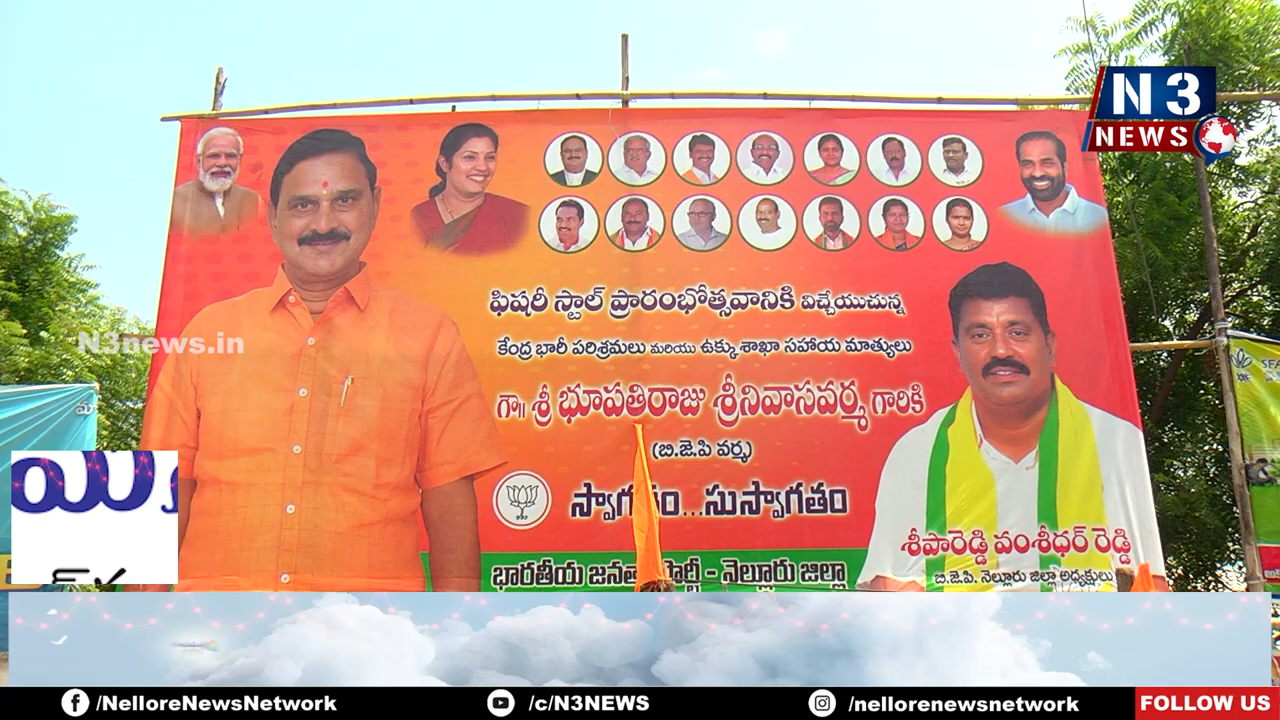 N3
NEWS
N3news.in
ఫిషరీ స్టాల్ ప్రారంభోత్సవానికి విచ్చేయుచున్న
కేంద్ర భారీ పరిశ్రమలు మరియు ఉక్కు శాఖా సహాయ మాత్యులు
గౌ॥ శ్రీ భూపతిరాజు శ్రీనివాసవర్మ గారికి
(బి.జె.పి వర్మ)
స్వాగతం...సుస్వాగతం
BJP
భారతీయ జనతా పార్టీ - నెల్లూరు జిల్లా
శీపారెడ్డి వంశీధర్ రెడ్డి
బి.జె.పి. నెల్లూరు జిల్లా అధ్యక్షులు
/NelloreNewsNetwork
/c/N3NEWS
/nellorenewsnetwork
FOLLOW US